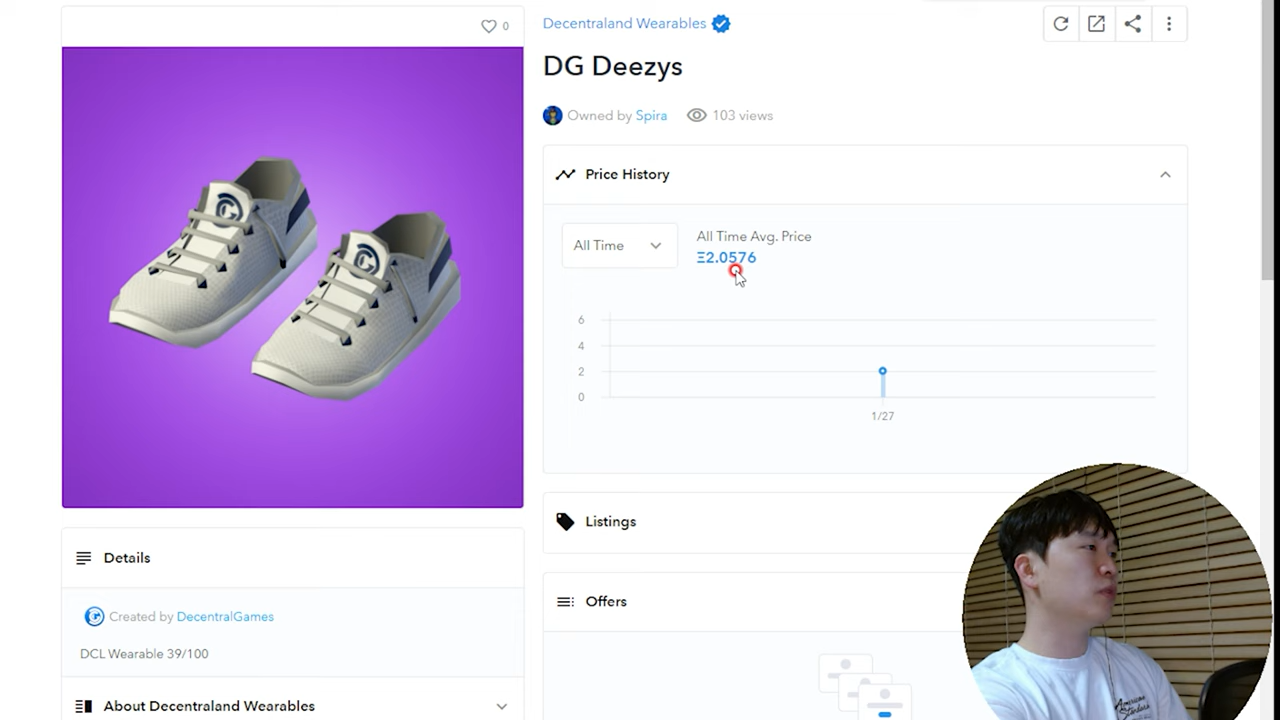 0
Decentraland Wearables
DG Deezys
Owned by Spira
103 views
Price History
All Time
All Time Avg. Price
Ξ2.0576
6
4
2
0
1/27
Listings
Offers
Details
Created by DecentralGames
DCL Wearable 39/100
About Decentraland Wearables